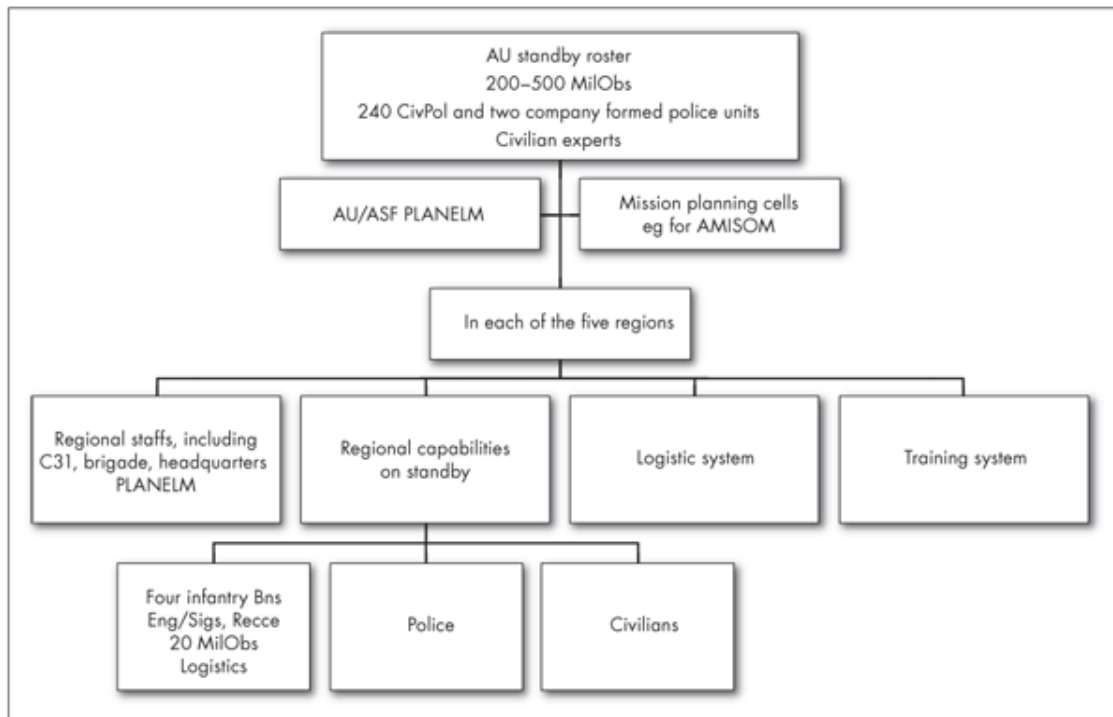 AU standby roster
200–500 MilObs
240 CivPol and two company formed police units
Civilian experts
AU/ASF PLANELM
Mission planning cells
eg for AMISOM
In each of the five regions
Regional staffs, including
C31, brigade, headquarters
PLANELM
Regional capabilities
on standby
Logistic system
Training system
Four infantry Bns
Eng/Sigs, Recce
20 MilObs
Logistics
Police
Civilians